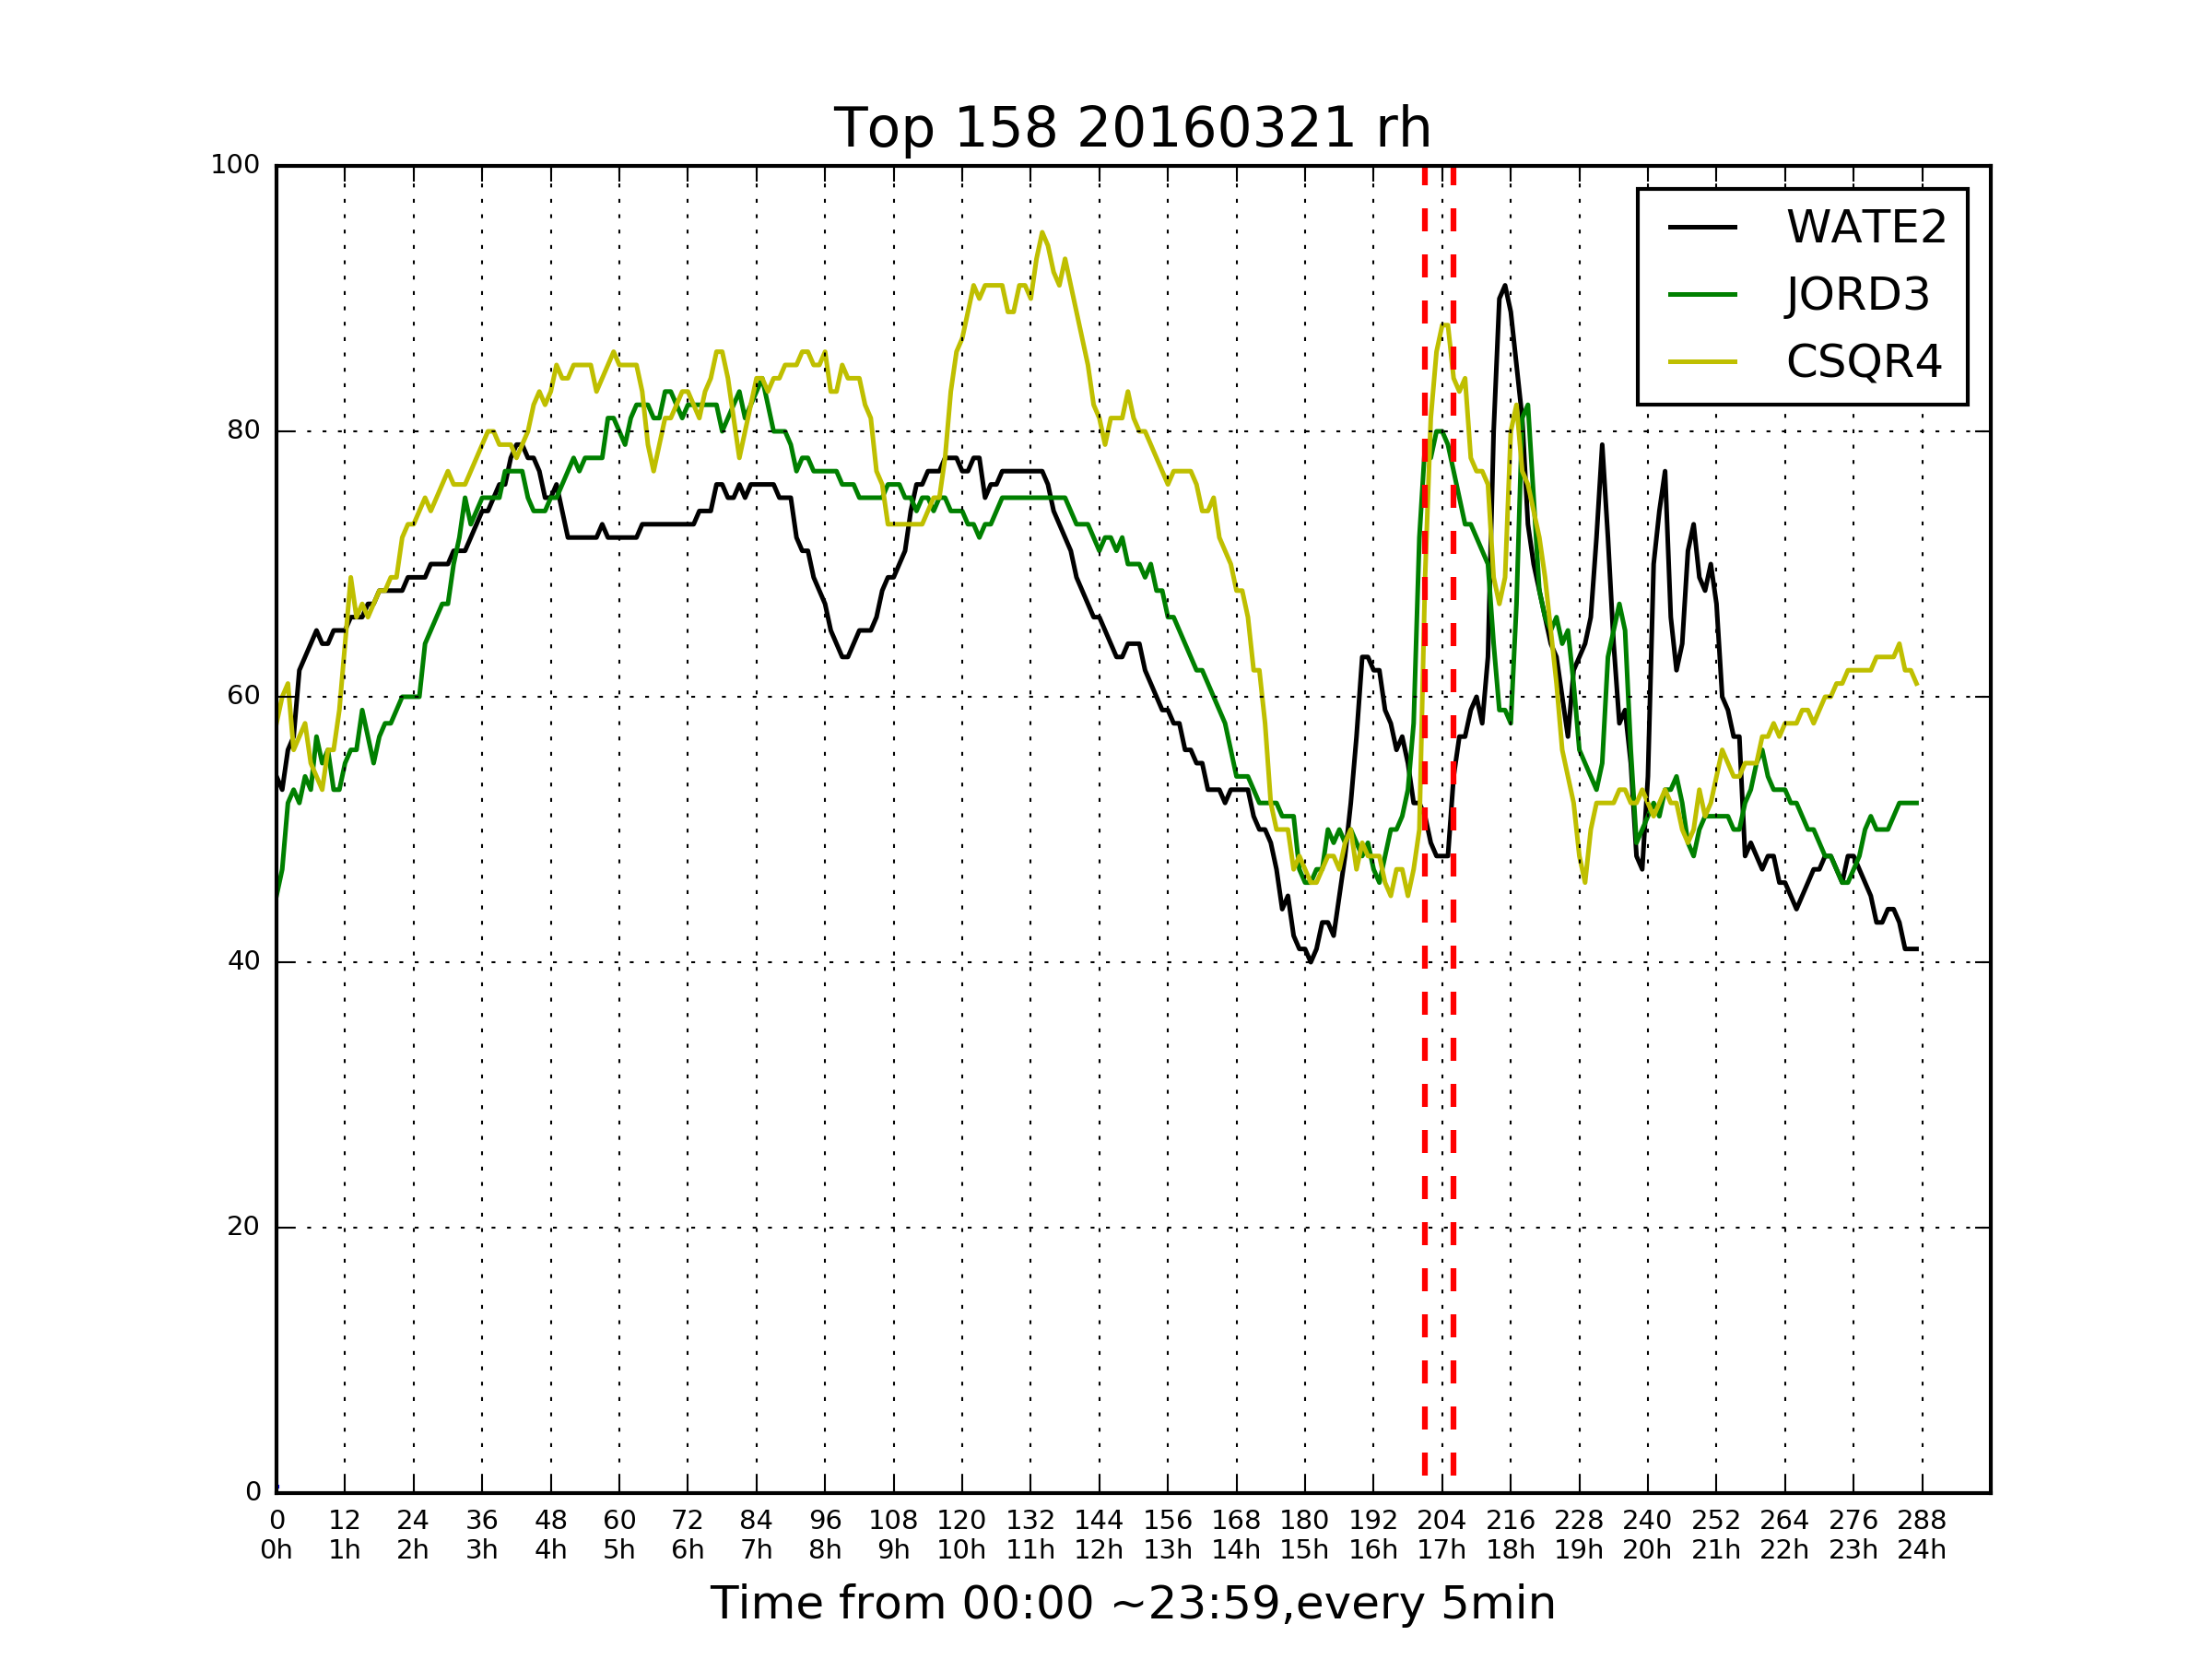 Top 158 20160321 rh
100
80
60
40
20
0
WATE2
JORD3
CSQR4
0 12 24 36 48 60 72 84 96 108 120 132 144 156 168 180 192 204 216 228 240 252 264 276 288
0h 1h 2h 3h 4h 5h 6h 7h 8h 9h 10h 11h 12h 13h 14h 15h 16h 17h 18h 19h 20h 21h 22h 23h 24h
Time from 00:00 ~23:59,every 5min